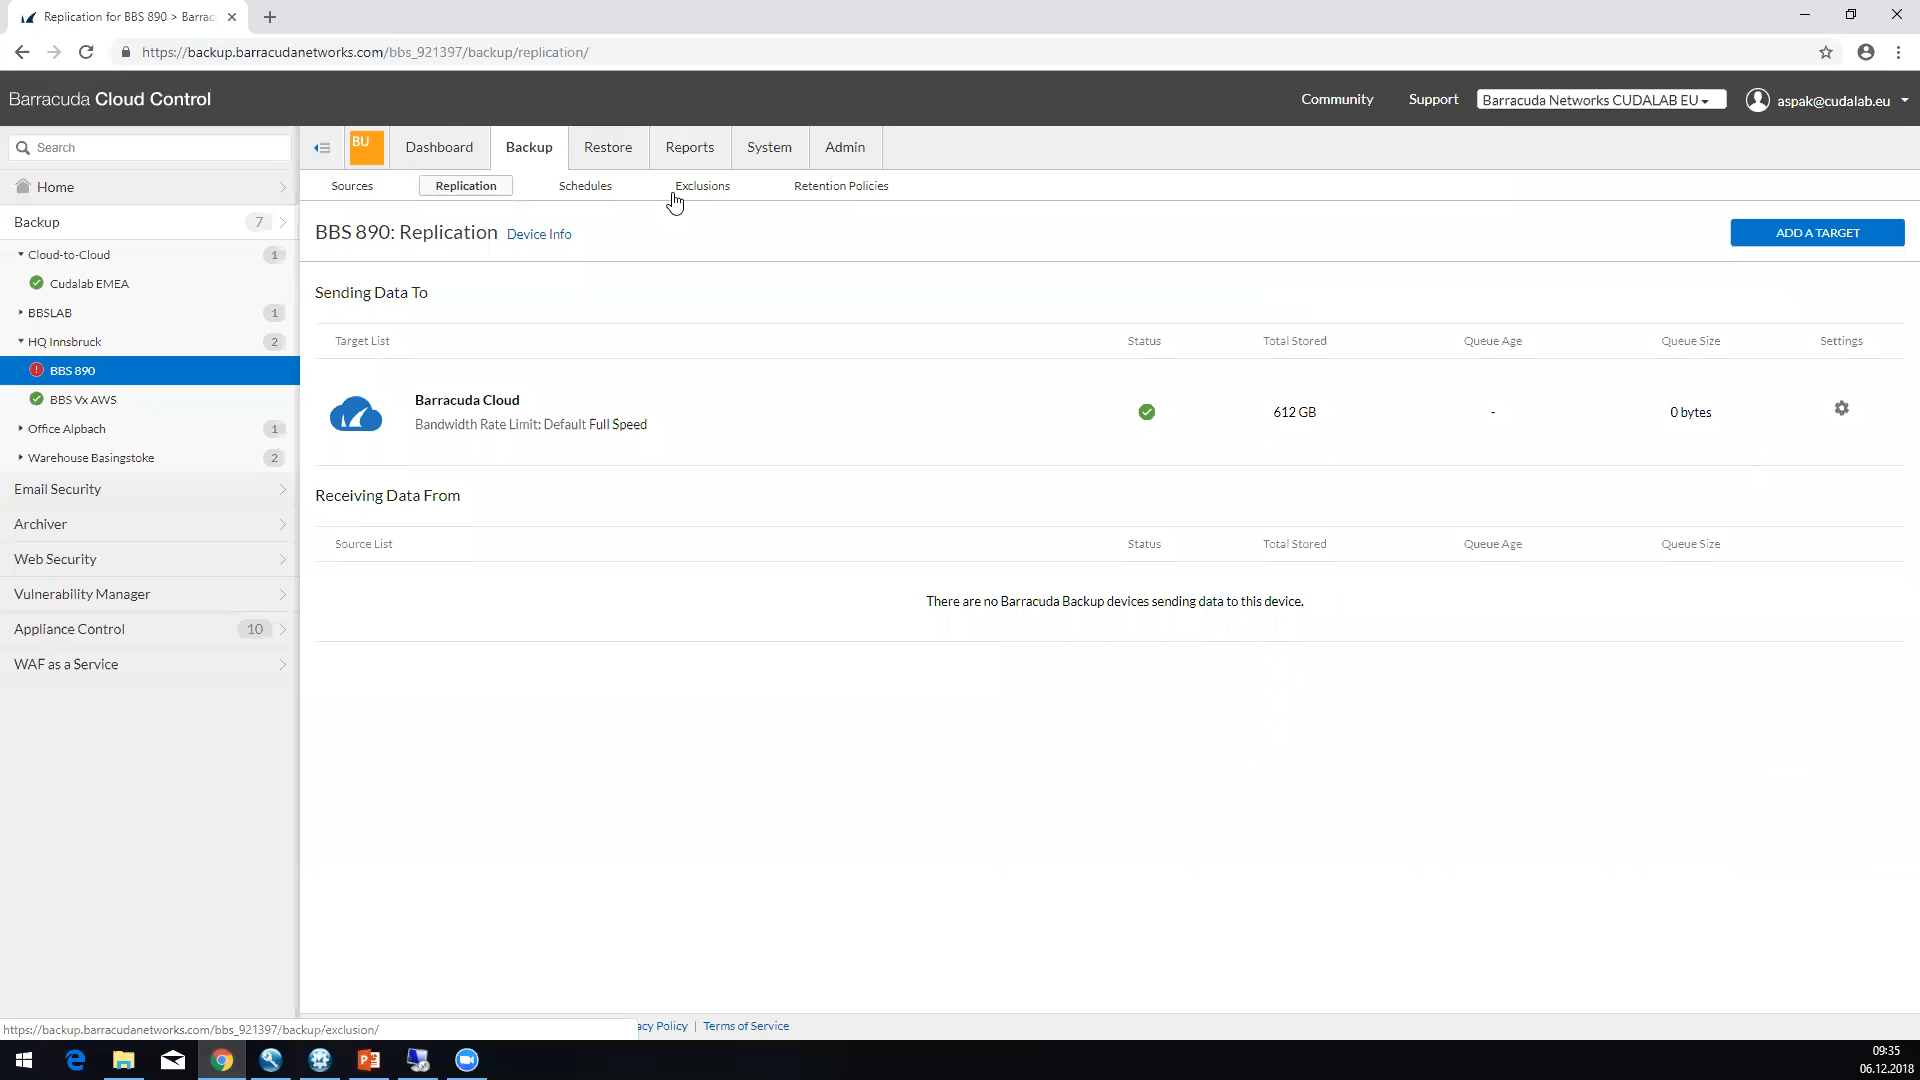 Replication for BBS 890 > Barrac
https://backup.barracudanetworks.com/bbs_921397/backup/replication/
Barracuda Cloud Control
Community
Support
Barracuda Networks CUDALAB EU
aspak@cudalab.eu
Search
BU
Dashboard
Backup
Restore
Reports
System
Admin
Home
Sources
Replication
Schedules
Exclusions
Retention Policies
Backup
7
BBS 890: Replication
Device Info
ADD A TARGET
Cloud-to-Cloud
1
Cudalab EMEA
BBSLAB
1
HQ Innsbruck
2
BBS 890
BBS Vx AWS
Office Alpbach
1
Warehouse Basingstoke
2
Email Security
Archiver
Web Security
Vulnerability Manager
Appliance Control
10
WAF as a Service
Sending Data To
Target List
Status
Total Stored
Queue Age
Queue Size
Settings
Barracuda Cloud
Bandwidth Rate Limit: Default Full Speed
612 GB
-
0 bytes
Receiving Data From
Source List
Status
Total Stored
Queue Age
Queue Size
There are no Barracuda Backup devices sending data to this device.
https://backup.barracudanetworks.com/bbs_921397/backup/exclusion/
acy Policy | Terms of Service
09:35
06.12.2018